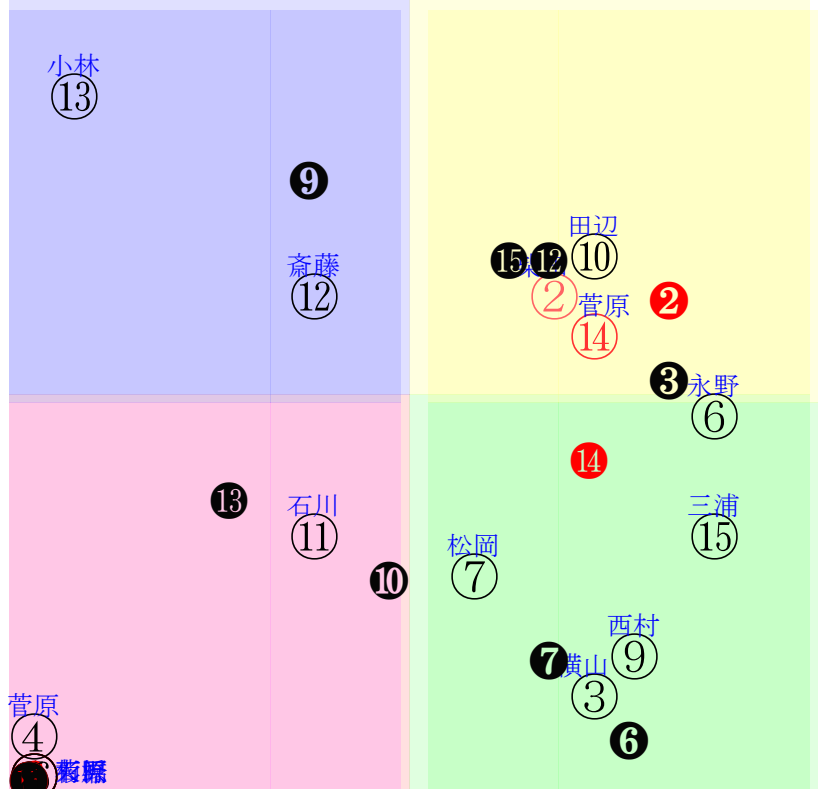 小林
⑬
❾
田辺
⓯
⓬
⑩
斎藤
⑫
②
菅原
❷
⑭
❸
永野
⑥
⓮
⓭
石川
⑪
三浦
⑮
松岡
⑦
❿
西村
⑨
❼
横山
③
菅原
④
❻